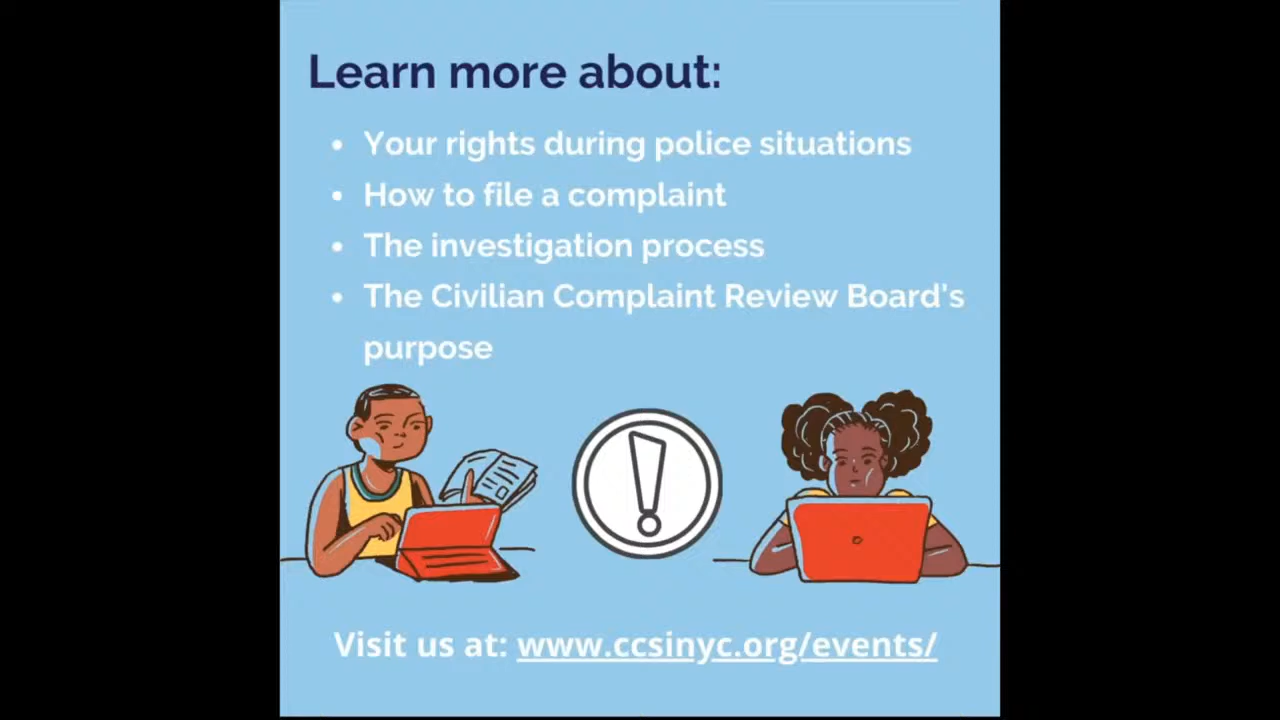 Learn more about:
• Your rights during police situations
• How to file a complaint
• The investigation process
• The Civilian Complaint Review Board's
purpose
Visit us at: www.ccsinyc.org/events/